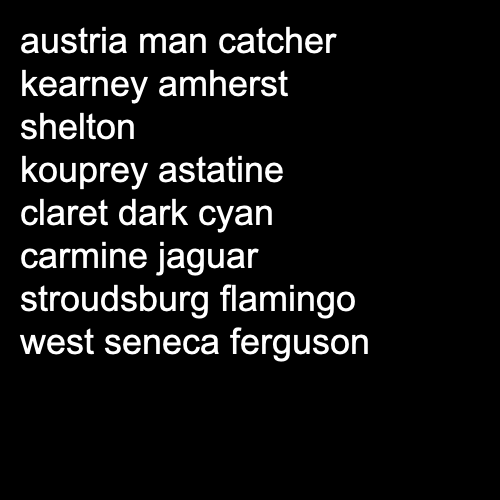 austria man catcher
kearney amherst
shelton
kouprey astatine
claret dark cyan
carmine jaguar
stroudsburg flamingo
west seneca ferguson